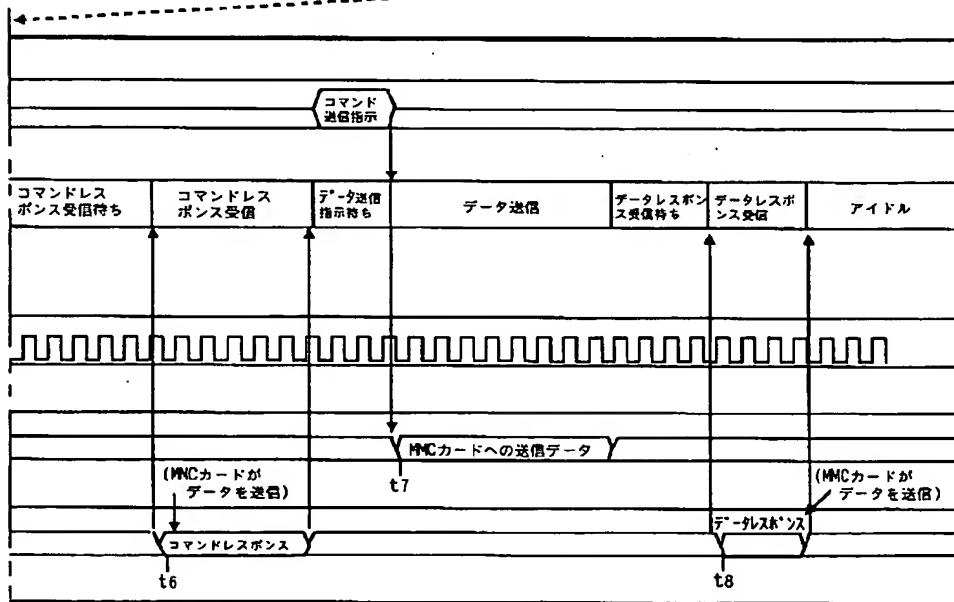 コマンド
送信指示
コマンドレス
ポンス受信待ち
コマンドレス
ポンス受信
データ送信
指示待ち
データ送信
データレスポン
ス受信待ち
データレスポ
ンス受信
アイドル
MMCカードへの送信データ
t7
(MMCカードが
データを送信)
コマンドレスポンス
t6
(MMCカードが
データを送信)
データレスポンス
t8